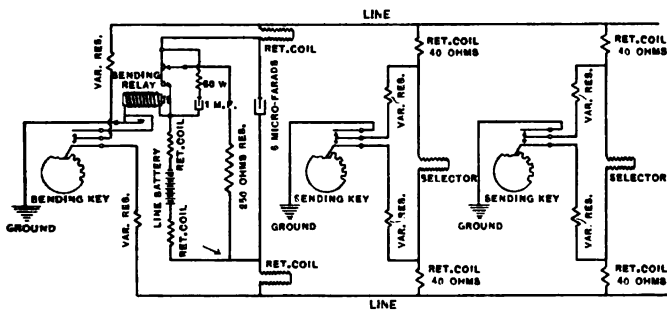 LINE
RET.COIL
RET.COIL
40 OHMS
RET.COIL
40 OHMS
VAR. RES.
SENDING
RELAY
60 W
1 M.F.
6 MICRO-FARADS
VAR. RES.
VAR. RES.
RET.COIL
LINE BATTERY
250 OHMS RES.
SELECTOR
SELECTOR
SENDING KEY
SENDING KEY
SENDING KEY
GROUND
GROUND
GROUND
VAR. RES.
RET.COIL
VAR. RES.
VAR. RES.
RET.COIL
RET.COIL
40 OHMS
RET.COIL
40 OHMS
LINE